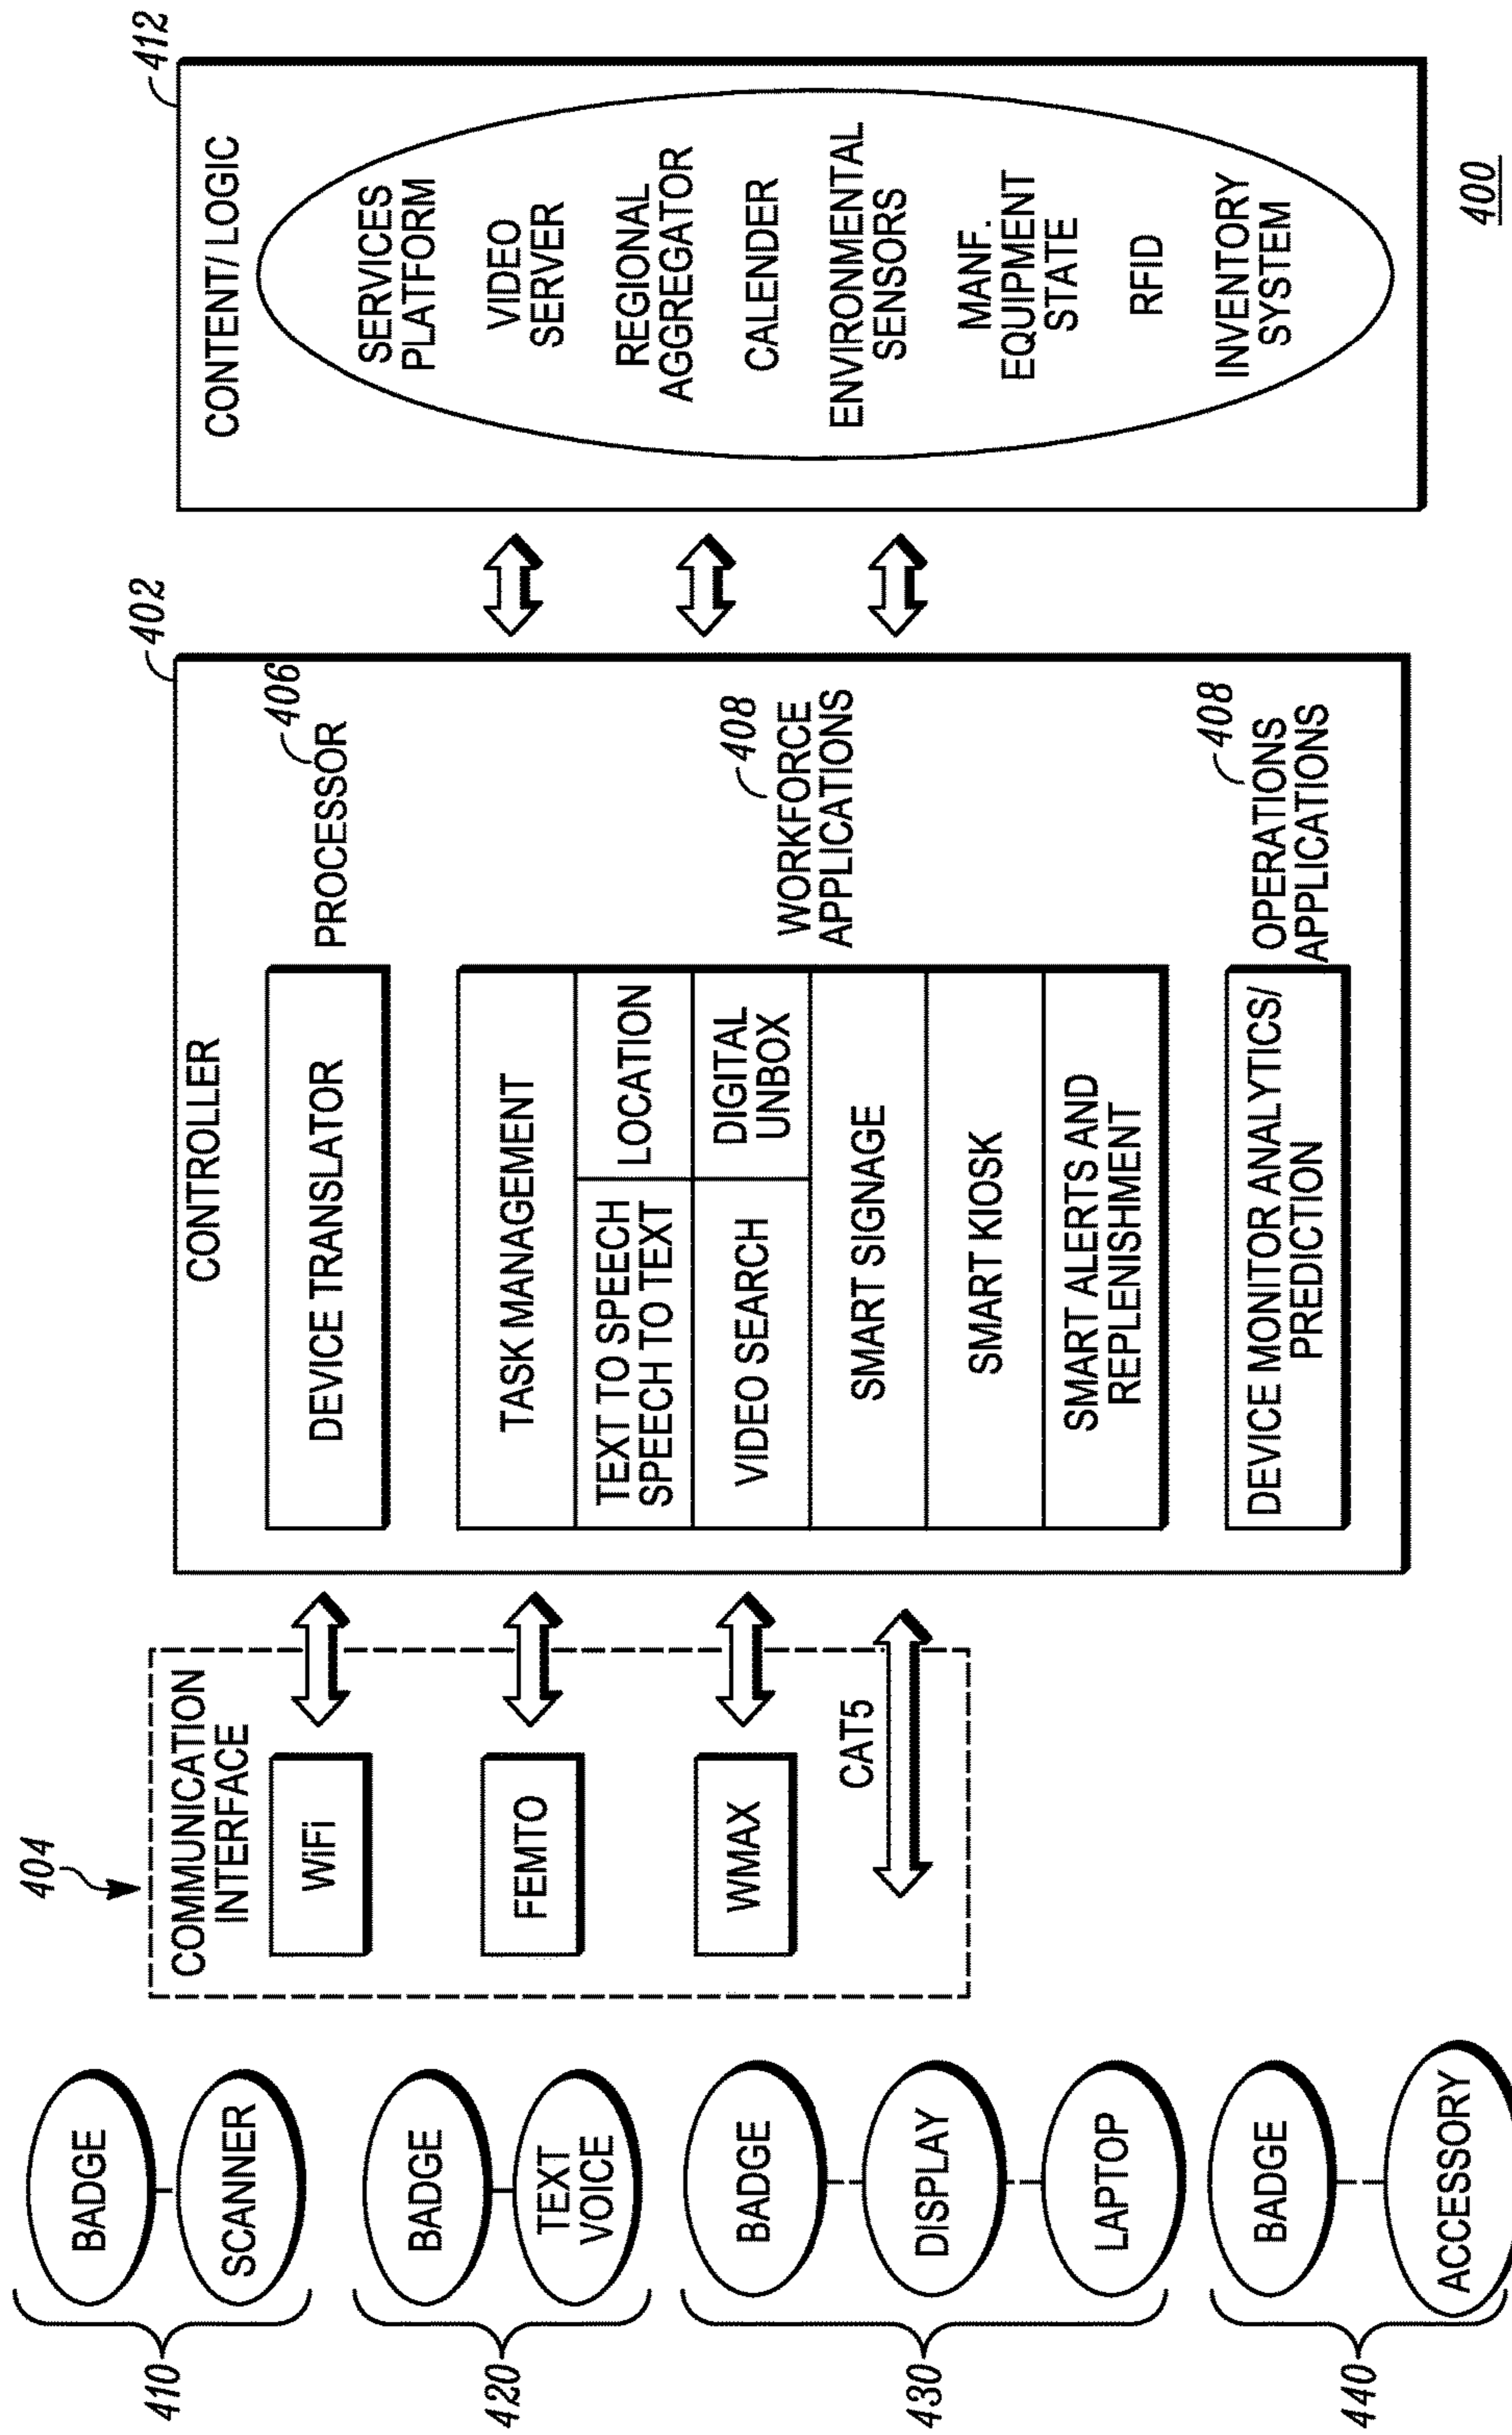 410
BADGE
SCANNER
420
BADGE
TEXT
VOICE
430
BADGE
DISPLAY
LAPTOP
440
BADGE
ACCESSORY
404
COMMUNICATION
INTERFACE
WiFi
FEMTO
WMAX
CAT5
402
CONTROLLER
DEVICE TRANSLATOR
PROCESSOR
406
TASK MANAGEMENT
TEXT TO SPEECH
SPEECH TO TEXT
LOCATION
VIDEO SEARCH
DIGITAL
UNBOX
SMART SIGNAGE
SMART KIOSK
SMART ALERTS AND
REPLENISHMENT
WORKFORCE
APPLICATIONS
408
DEVICE MONITOR ANALYTICS/
PREDICTION
OPERATIONS
APPLICATIONS
408
412
CONTENT/ LOGIC
SERVICES
PLATFORM
VIDEO
SERVER
REGIONAL
AGGREGATOR
CALENDER
ENVIRONMENTAL
SENSORS
MANF.
EQUIPMENT
STATE
RFID
INVENTORY
SYSTEM
400